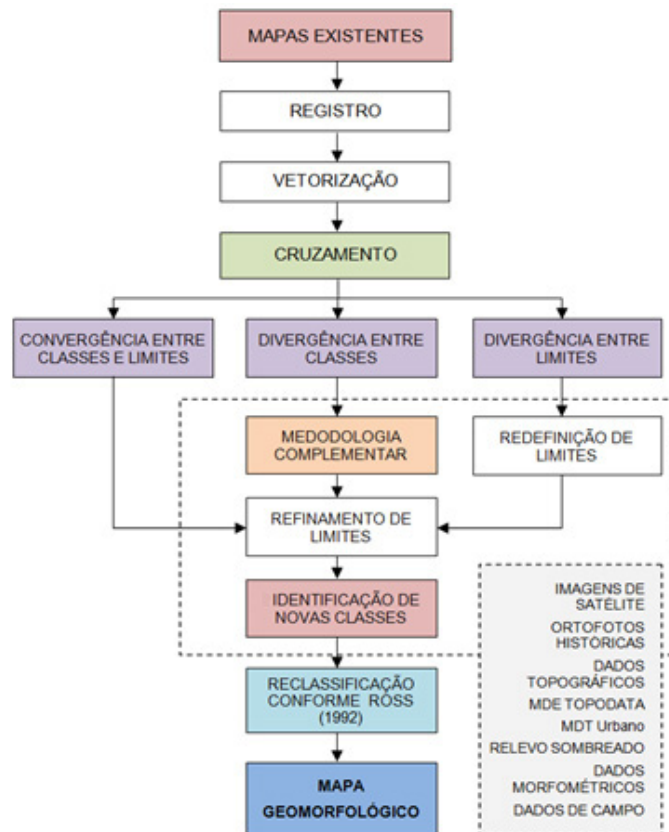 MAPAS EXISTENTES
REGISTRO
VETORIZAÇÃO
CRUZAMENTO
CONVERGÊNCIA ENTRE
CLASSES E LIMITES
DIVERGÊNCIA ENTRE
CLASSES
DIVERGÊNCIA ENTRE
LIMITES
MEDODOLOGIA
COMPLEMENTAR
REDEFINIÇÃO DE
LIMITES
REFINAMENTO DE
LIMITES
IDENTIFICAÇÃO DE
NOVAS CLASSES
RECLASSIFICAÇÃO
CONFORME ROSS
(1992)
MAPA
GEOMORFOLÓGICO
IMAGENS DE
SATÉLITE
ORTOFOTOS
HISTÓRICAS
DADOS
TOPOGRÁFICOS
MDE TOPODATA
MDT Urbano
RELEVO SOMBREADO
DADOS
MORFOMÉTRICOS
DADOS DE CAMPO